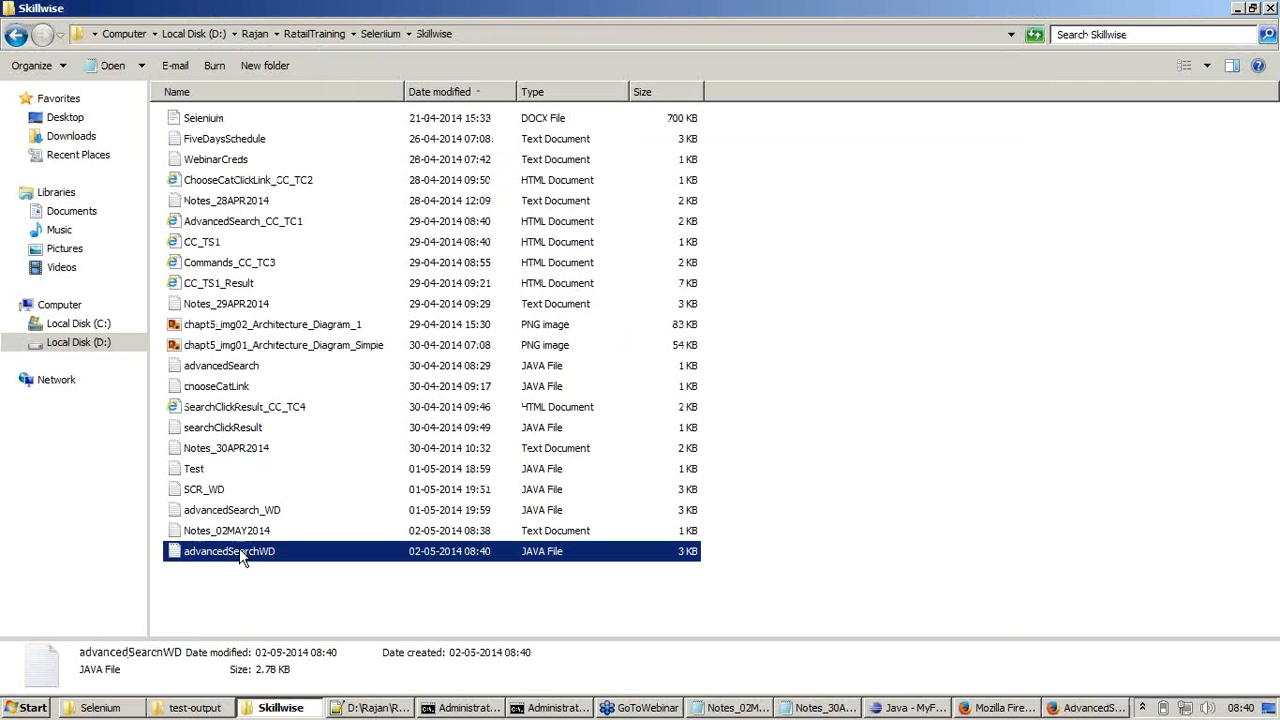 Skillwise
Computer ▸ Local Disk (D:) ▸ Rajan ▸ RatailTraining ▸ Selenium ▸ Skillwise
Search Skillwise
Organize Open E-mail Burn New folder
Name Date modified Type Size
Favorites
Desktop
Downloads
Recent Places
Libraries
Documents
Music
Pictures
Videos
Computer
Local Disk (C:)
Local Disk (D:)
Network
Selenium 21-04-2014 15:33 DOCX File 700 KB
FiveDaysSchedule 26-04-2014 07:08 Text Document 3 KB
WebinarCreds 28-04-2014 07:42 Text Document 1 KB
ChooseCatClickLink_CC_TC2 28-04-2014 09:50 HTML Document 1 KB
Notes_28APR2014 28-04-2014 12:09 Text Document 2 KB
AdvancedSearch_CC_TC1 29-04-2014 08:40 HTML Document 2 KB
CC_TS1 29-04-2014 08:40 HTML Document 1 KB
Commands_CC_TC3 29-04-2014 08:55 HTML Document 2 KB
CC_TS1_Result 29-04-2014 09:21 HTML Document 7 KB
Notes_29APR2014 29-04-2014 09:29 Text Document 3 KB
chapt5_img02_Architecture_Diagram_1 29-04-2014 15:30 PNG image 83 KB
chapt5_img01_Architecture_Diagram_Simple 30-04-2014 07:08 PNG image 54 KB
advancedSearch 30-04-2014 08:29 JAVA File 1 KB
chooseCatLink 30-04-2014 09:17 JAVA File 1 KB
SearchClickResult_CC_TC4 30-04-2014 09:46 HTML Document 2 KB
searchClickResult 30-04-2014 09:49 JAVA File 1 KB
Notes_30APR2014 30-04-2014 10:32 Text Document 2 KB
Test 01-05-2014 18:59 JAVA File 1 KB
SCR_WD 01-05-2014 19:51 JAVA File 3 KB
advancedSearch_WD 01-05-2014 19:59 JAVA File 3 KB
Notes_02MAY2014 02-05-2014 08:38 Text Document 1 KB
advancedSearchWD 02-05-2014 08:40 JAVA File 3 KB
advancedSearchWD Date modified: 02-05-2014 08:40 Date created: 02-05-2014 08:40
JAVA File Size: 2.78 KB
Start Selenium test-output Skillwise D:\Rajan\R... Administrat... Administrat... GoToWebinar Notes_02M... Notes_30A... Java - MyF... Mozilla Fire... AdvancedS... 08:40